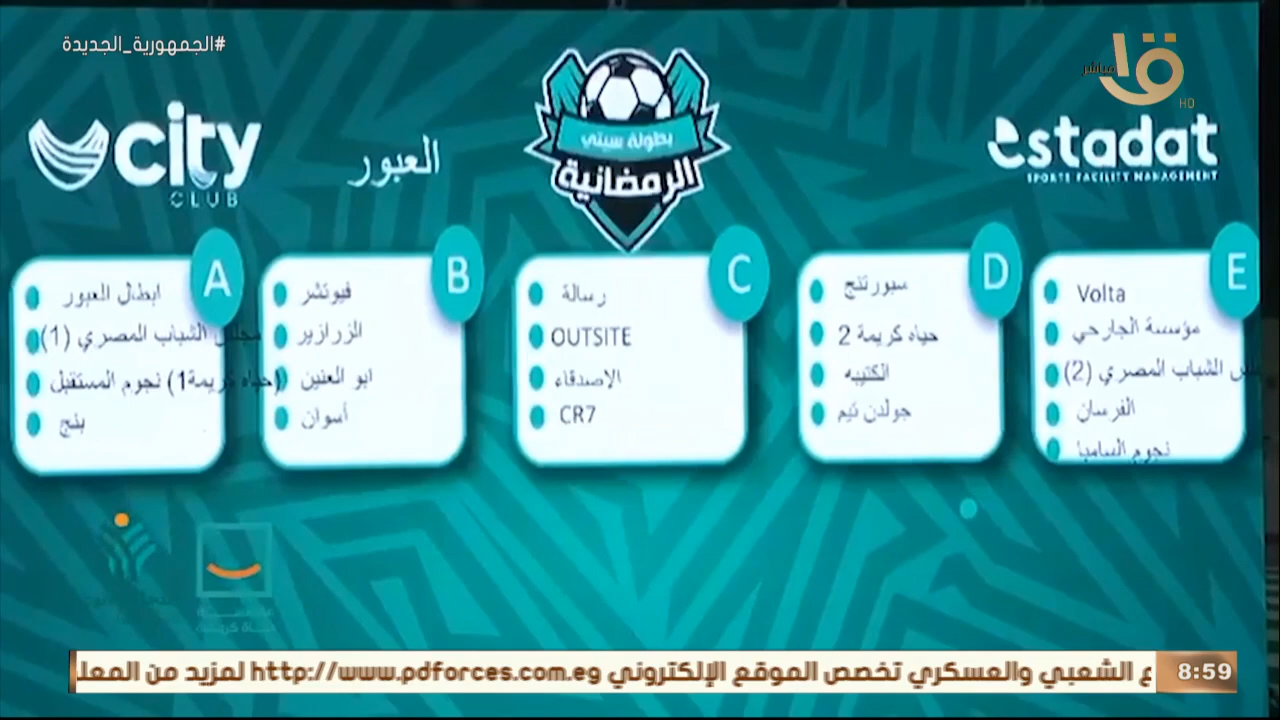 #الجمهورية_الجديدة
مباشر
HD
city
CLUB
العبور
بطولة سيتي
الرمضانية
estadat
SPORTS FACILITY MANAGEMENT
A
ابطال العبور
مجلس الشباب المصري (1)
(حياه كريمة1) نجوم المستقبل
بنج
B
فيوتشر
الزرازير
ابو العنين
أسوان
C
رسالة
OUTSITE
الاصدقاء
CR7
D
سبورتنج
حياه كريمة 2
الكتيبه
جولدن تيم
E
Volta
مؤسسة الجارحي
الشباب المصري (2)
الفرسان
نجوم السامبا
ع الشعبي والعسكري تخصص الموقع الإلكتروني http://www.pdforces.com.eg لمزيد من المعل
8:59